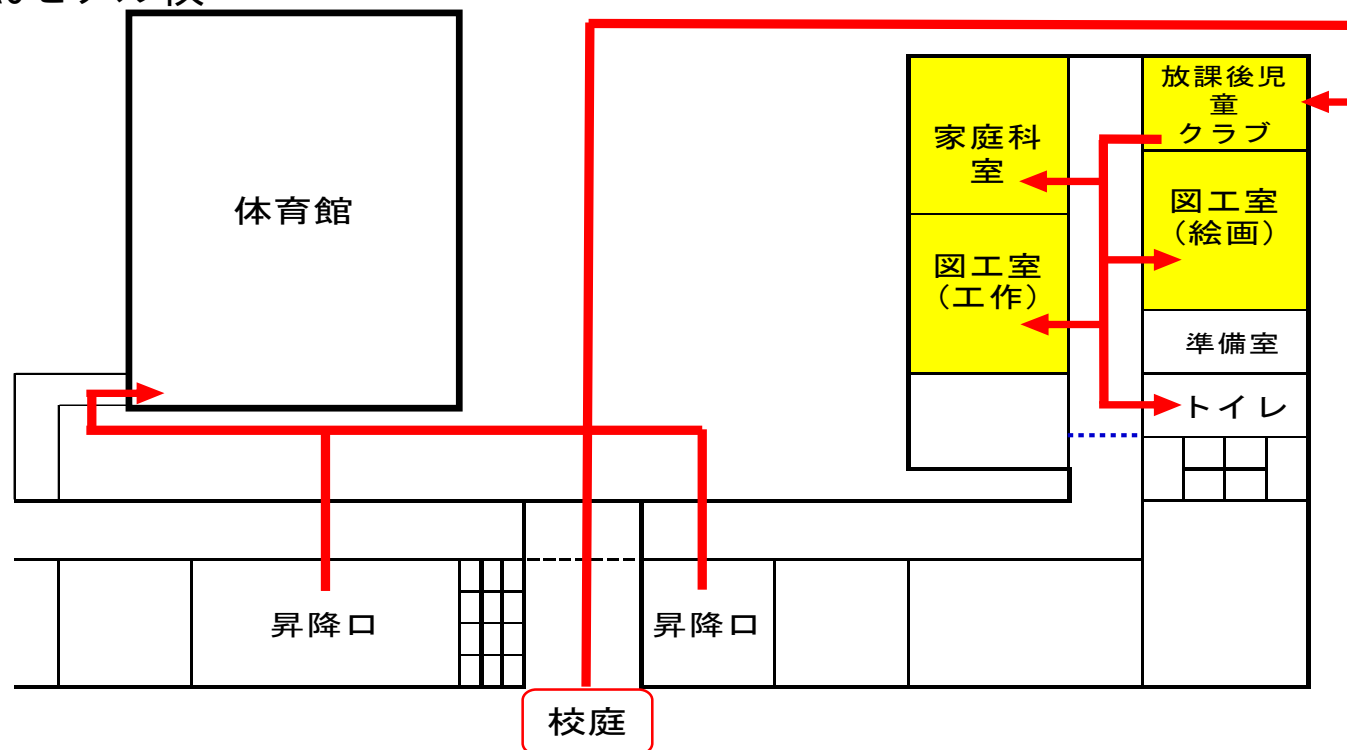 体育館
家庭科
室
図工室
(工作)
放課後児
童
クラブ
図工室
(絵画)
準備室
トイレ
昇降口
昇降口
校庭